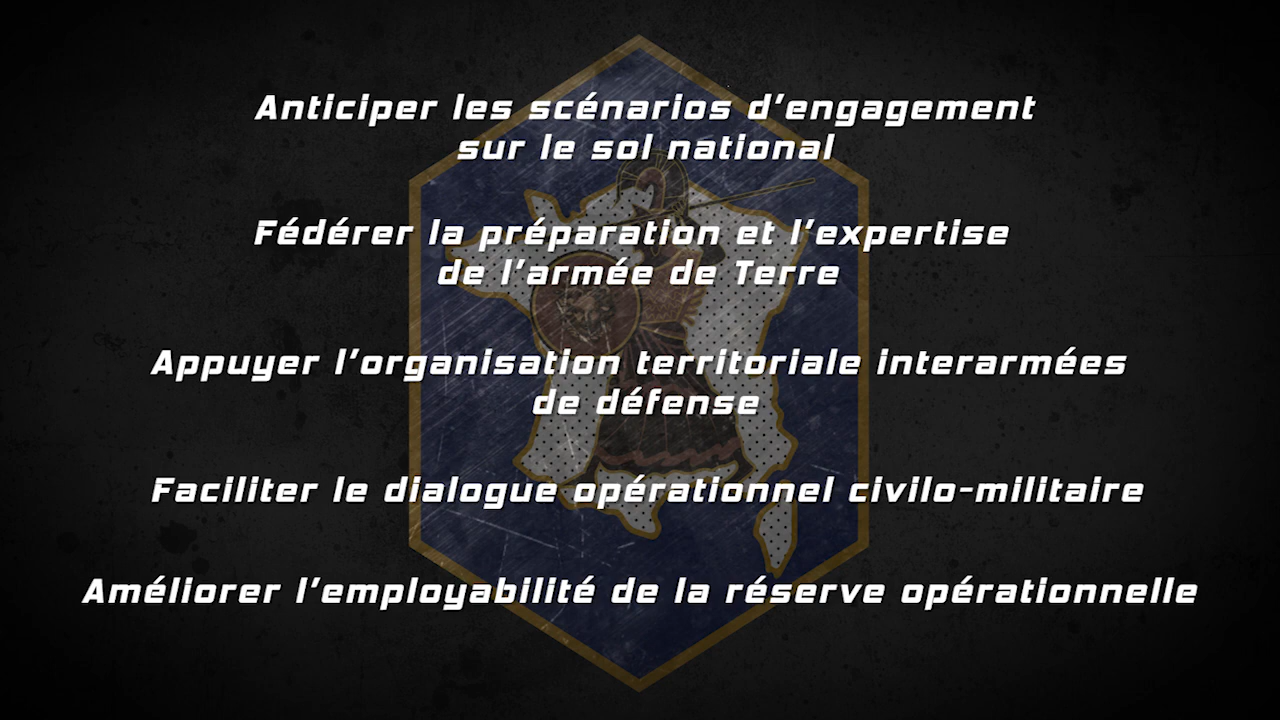 Anticiper les scénarios d’engagement
sur le sol national
Fédérer la préparation et l’expertise
de l’armée de Terre
Appuyer l’organisation territoriale interarmées
de défense
Faciliter le dialogue opérationnel civilo-militaire
Améliorer l’employabilité de la réserve opérationnelle